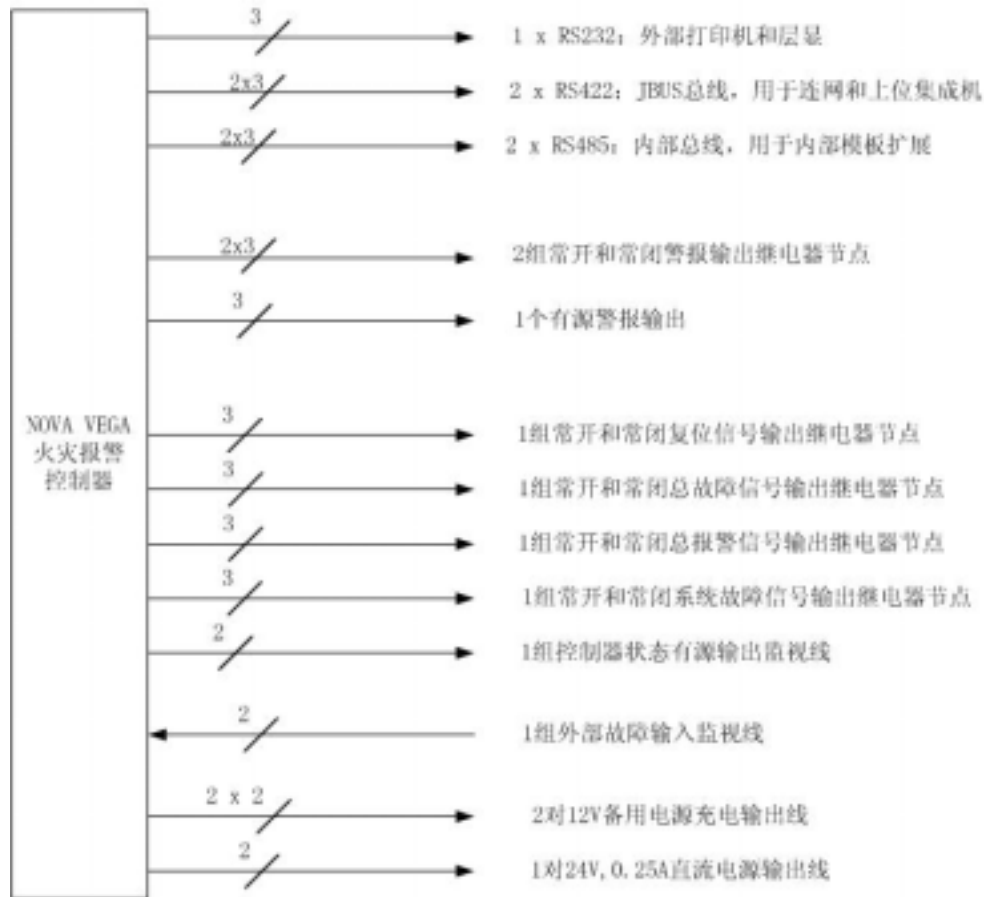 3
1 x RS232: 外部打印机和层显
2x3
2 x RS422: JBUS总线, 用于连网和上位集成机
2x3
2 x RS485: 内部总线, 用于内部模板扩展
2x3
2组常开和常闭警报输出继电器节点
3
1个有源警报输出
NOVA VEGA
火灾报警
控制器
3
1组常开和常闭复位信号输出继电器节点
3
1组常开和常闭总故障信号输出继电器节点
3
1组常开和常闭总报警信号输出继电器节点
3
1组常开和常闭系统故障信号输出继电器节点
2
1组控制器状态有源输出监视线
2
1组外部故障输入监视线
2 x 2
2对12V备用电源充电输出线
2
1对24V,0.25A直流电源输出线